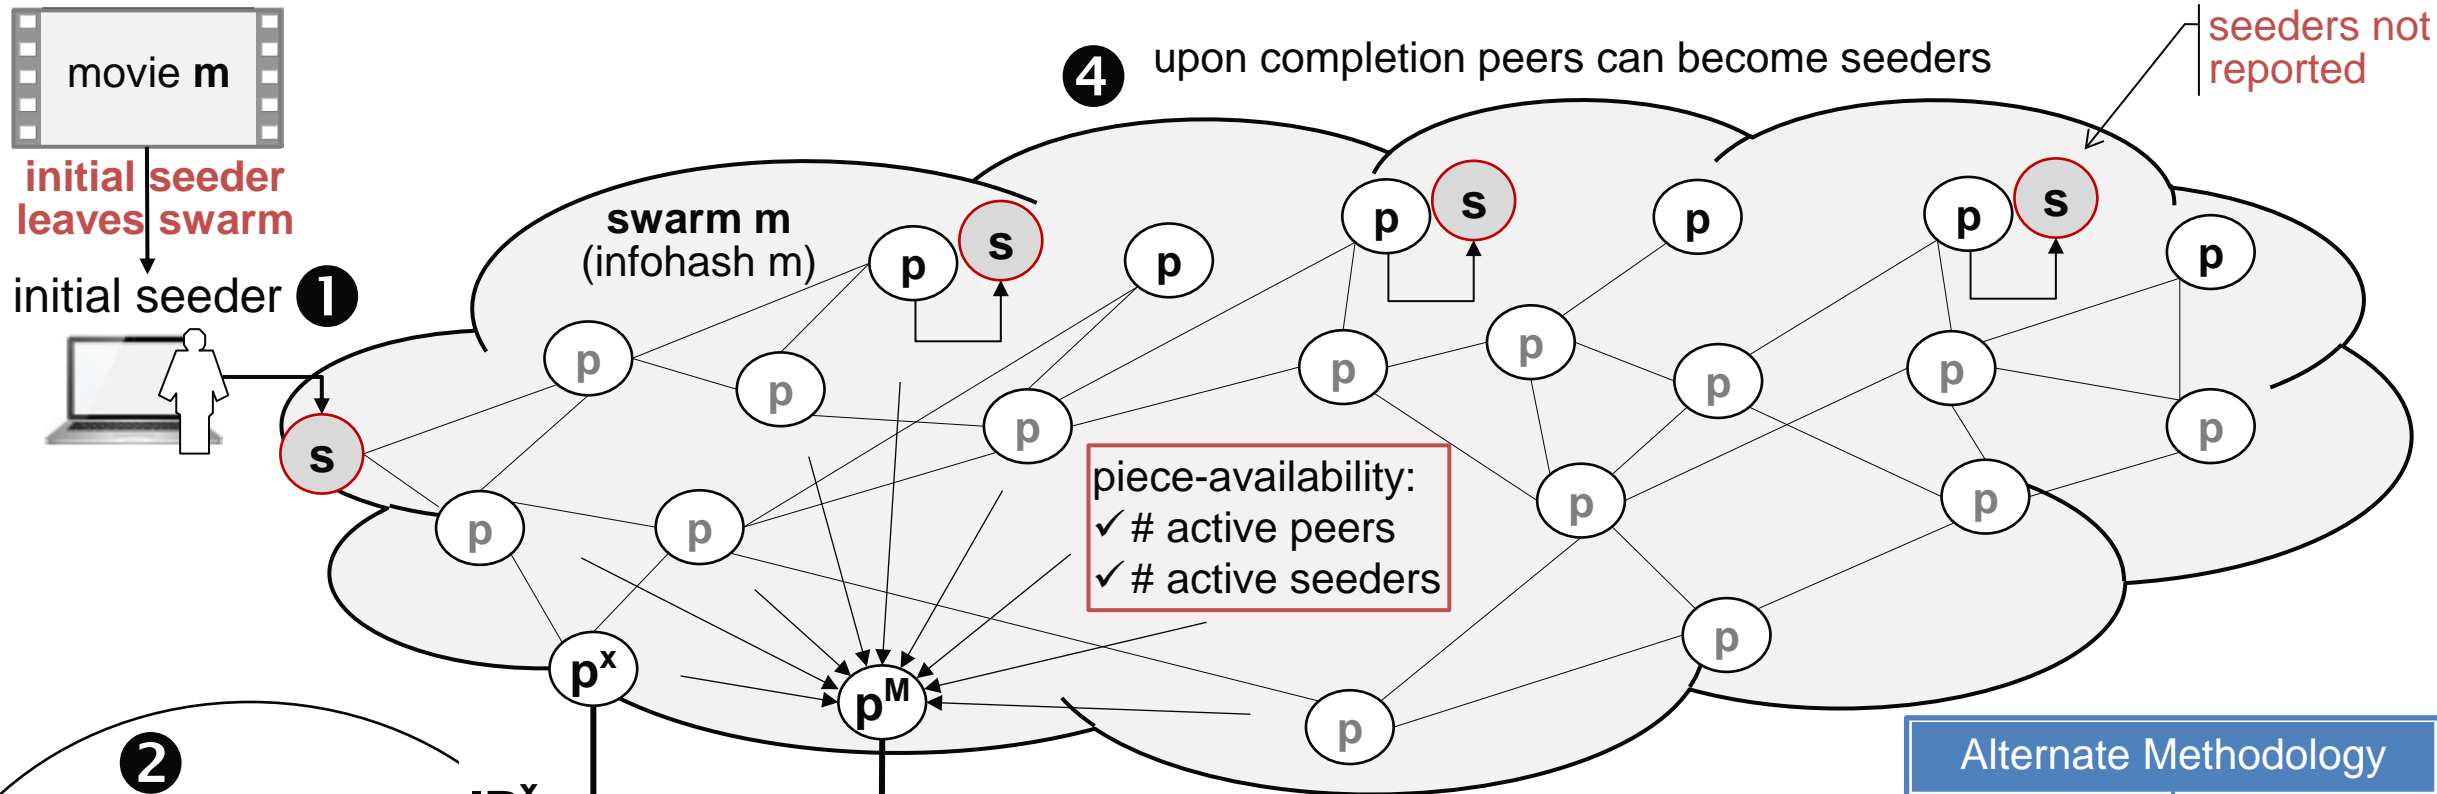 movie m
initial seeder
leaves swarm
initial seeder 1
4 upon completion peers can become seeders
seeders not
reported
swarm m
(infohash m)
p
s
p
p
s
p
p
s
p
p
p
p
p
p
p
p
p
s
p
p
p
p
piece-availability:
✓ # active peers
✓ # active seeders
p
p
pˣ
pᴹ
p
2
Alternate Methodology